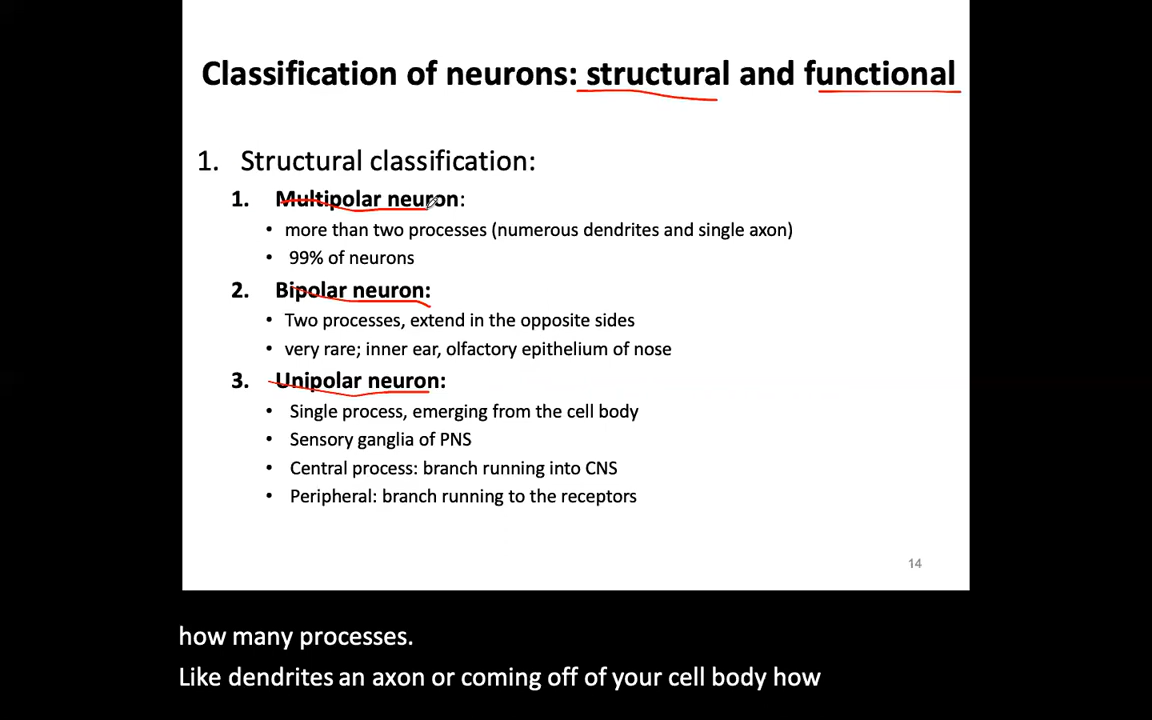 Classification of neurons: structural and functional
1. Structural classification:
1. Multipolar neuron:
• more than two processes (numerous dendrites and single axon)
• 99% of neurons
2. Bipolar neuron:
• Two processes, extend in the opposite sides
• very rare; inner ear, olfactory epithelium of nose
3. Unipolar neuron:
• Single process, emerging from the cell body
• Sensory ganglia of PNS
• Central process: branch running into CNS
• Peripheral: branch running to the receptors
14
how many processes.
Like dendrites an axon or coming off of your cell body how